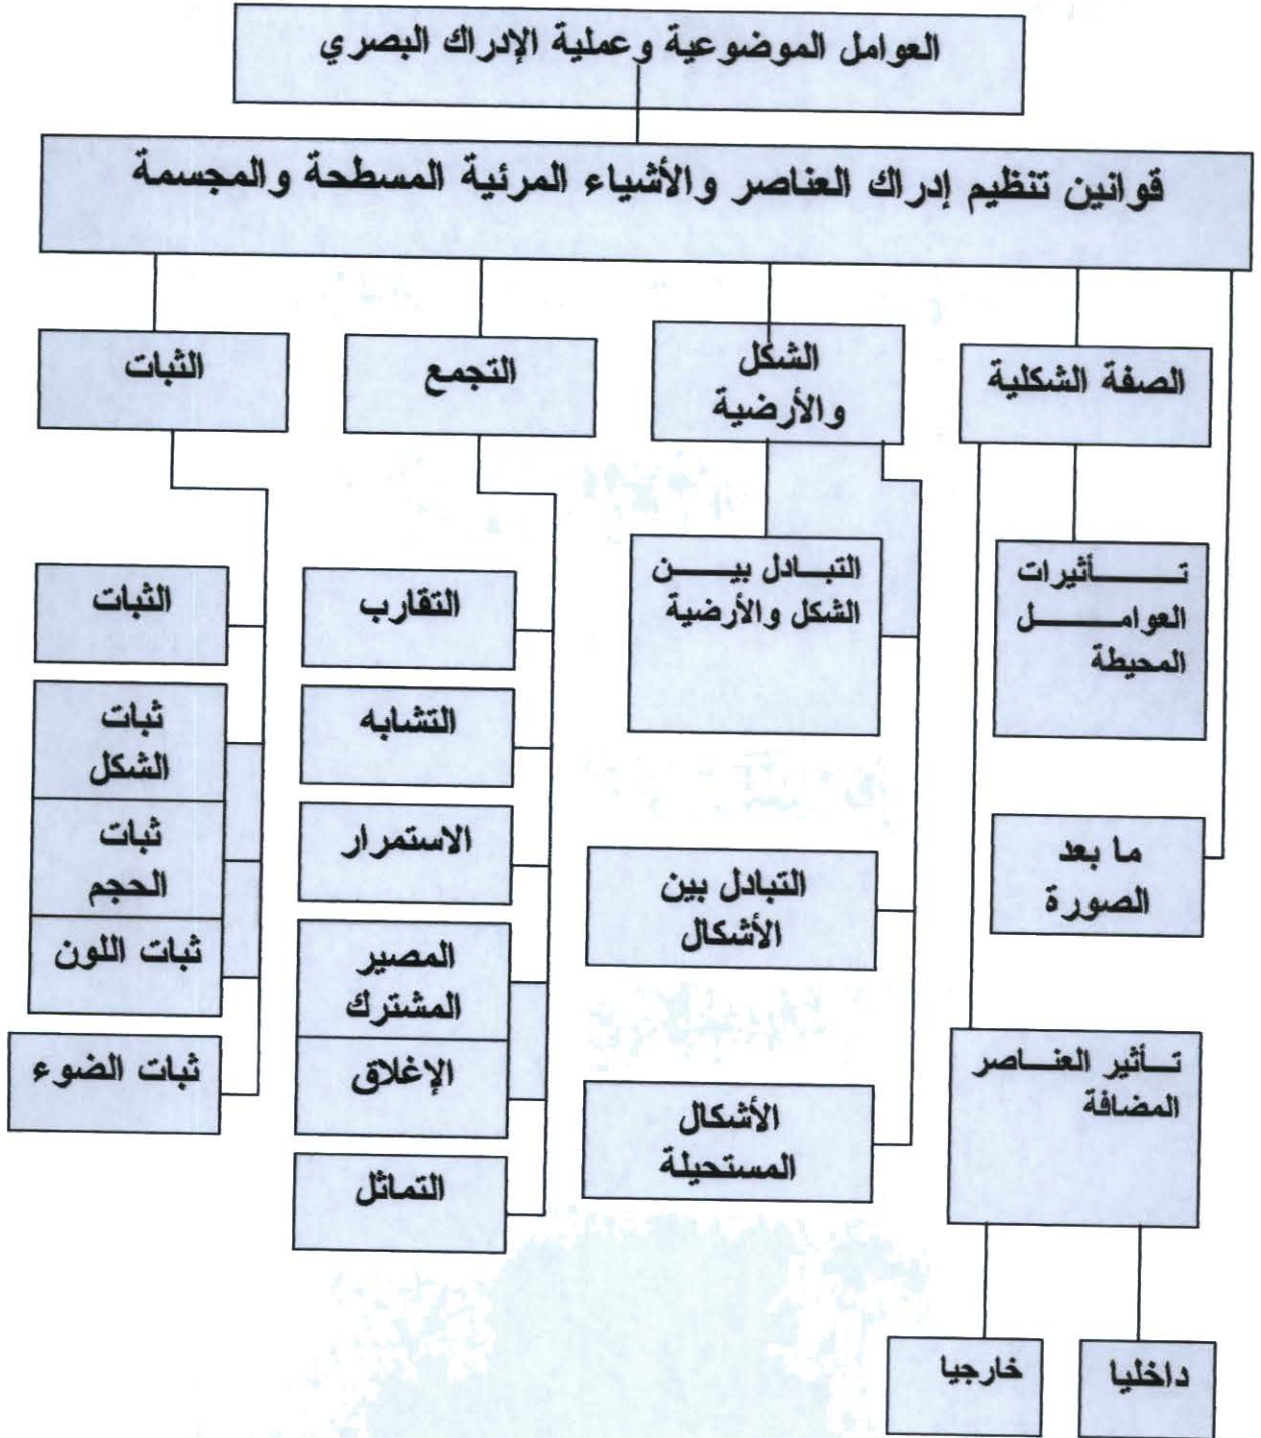 العوامل الموضوعية وعملية الإدراك البصري
قوانين تنظيم إدراك العناصر والأشياء المرئية المسطحة والمجسمة
الصفة الشكلية
الشكل
والأرضية
التجمع
الثبات
تأثيرات
العوامل
المحيطة
ما بعد
الصورة
تأثير العناصر
المضافة
داخليا
خارجيا
التبادل بين
الشكل والأرضية
التبادل بين
الأشكال
الأشكال
المستحيلة
التقارب
التشابه
الاستمرار
المصير
المشترك
الإغلاق
التماثل
الثبات
ثبات
الشكل
ثبات
الحجم
ثبات اللون
ثبات الضوء